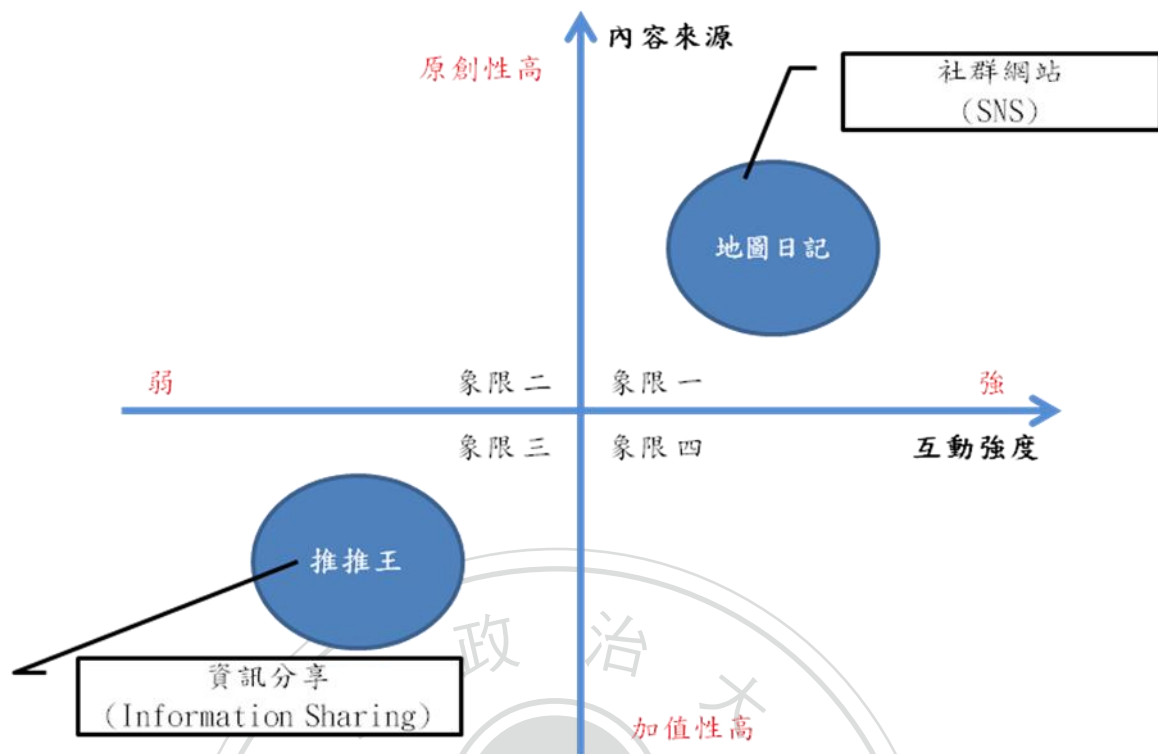 內容來源
原創性高
社群網站
(SNS)
地圖日記
弱
象限二
象限一
強
象限三
象限四
互動強度
推推王
政治大
資訊分享
(Information Sharing)
加值性高